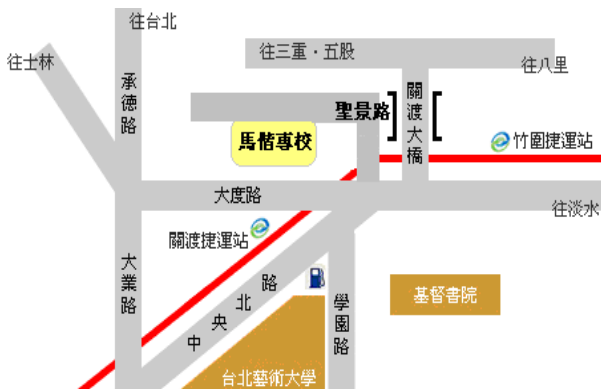 往台北
往士林
往三重·五股
往八里
承德路
關渡大橋
聖景路
馬偕專校
竹圍捷運站
大度路
往淡水
關渡捷運站
大業路
中央北路
學園路
基督書院
台北藝術大學